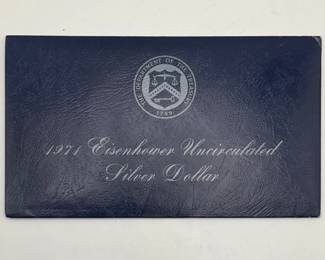 THE DEPARTMENT OF THE TREASURY
1789
1971 Eisenhower Uncirculated
Silver Dollar